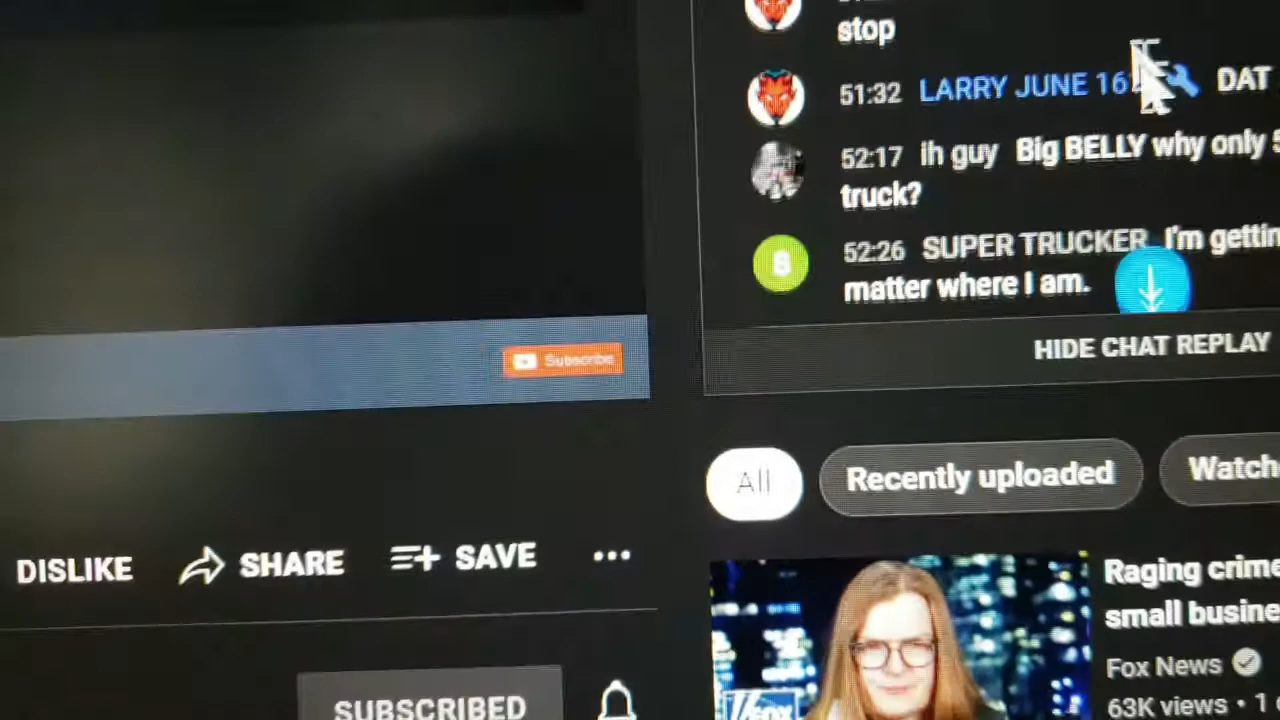 stop
51:32 LARRY JUNE 16 DAT
52:17 ih guy Big BELLY why only
truck?
S
52:26 SUPER TRUCKER I'm gettin
matter where I am.
HIDE CHAT REPLAY
Subscribe
All Recently uploaded Watch
DISLIKE SHARE SAVE
Raging crime
small busine
Fox News
63K views • 1
SUBSCRIBED
FOX